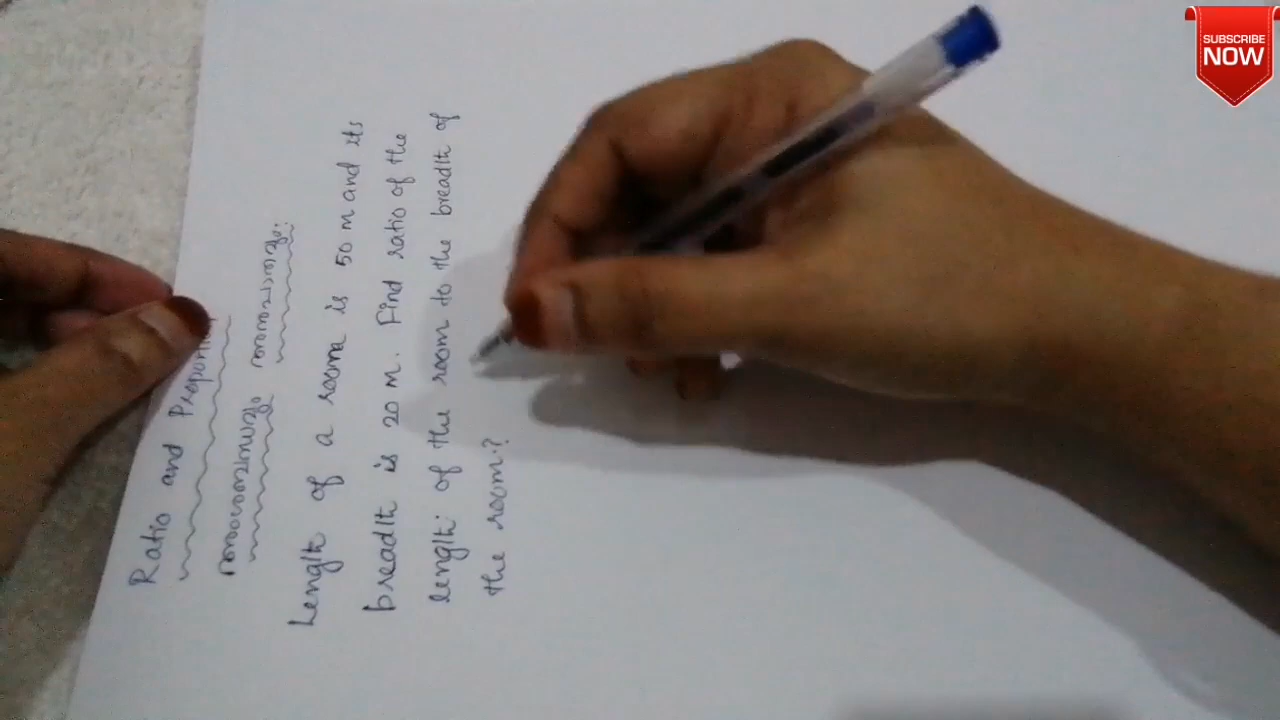 Ratio and Proportion
Length of a room is 50 m and its
breadth is 20 m. Find ratio of the
length of the room to the breadth of
the room.?
SUBSCRIBE
NOW